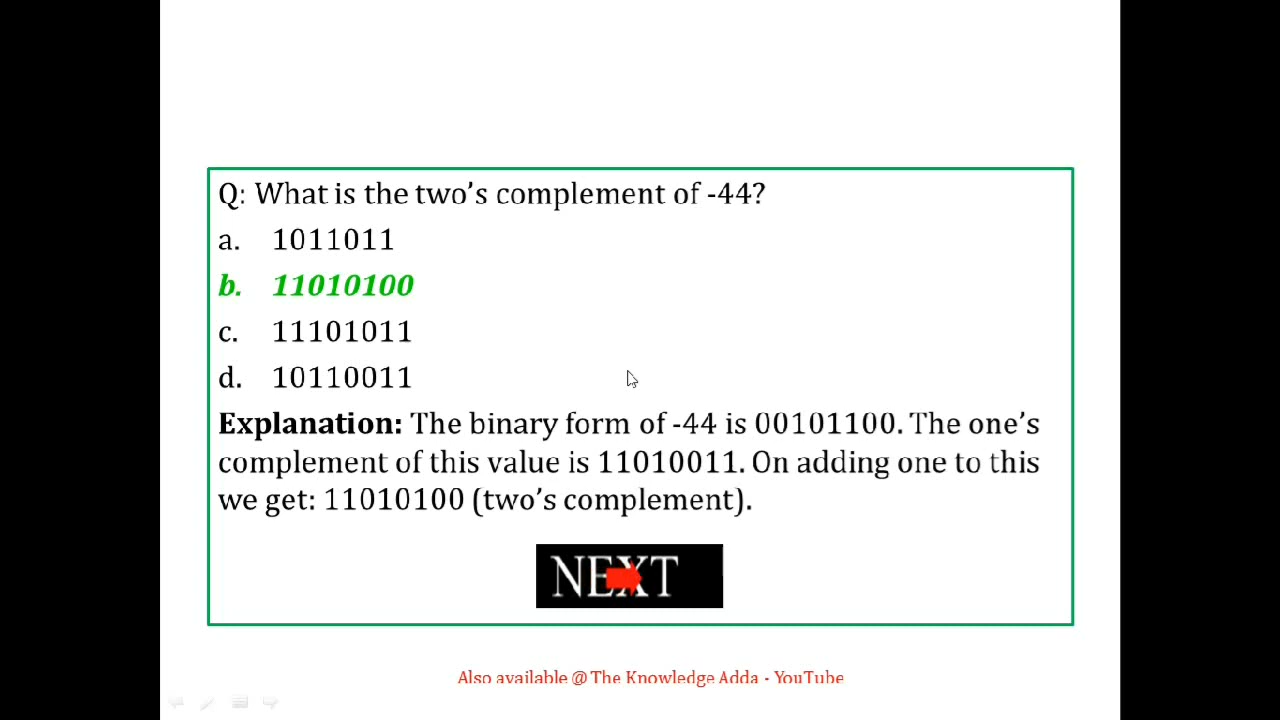 Q: What is the two’s complement of -44?
a. 1011011
b. 11010100
c. 11101011
d. 10110011
Explanation: The binary form of -44 is 00101100. The one’s
complement of this value is 11010011. On adding one to this
we get: 11010100 (two’s complement).
NEXT
Also available @ The Knowledge Adda - YouTube